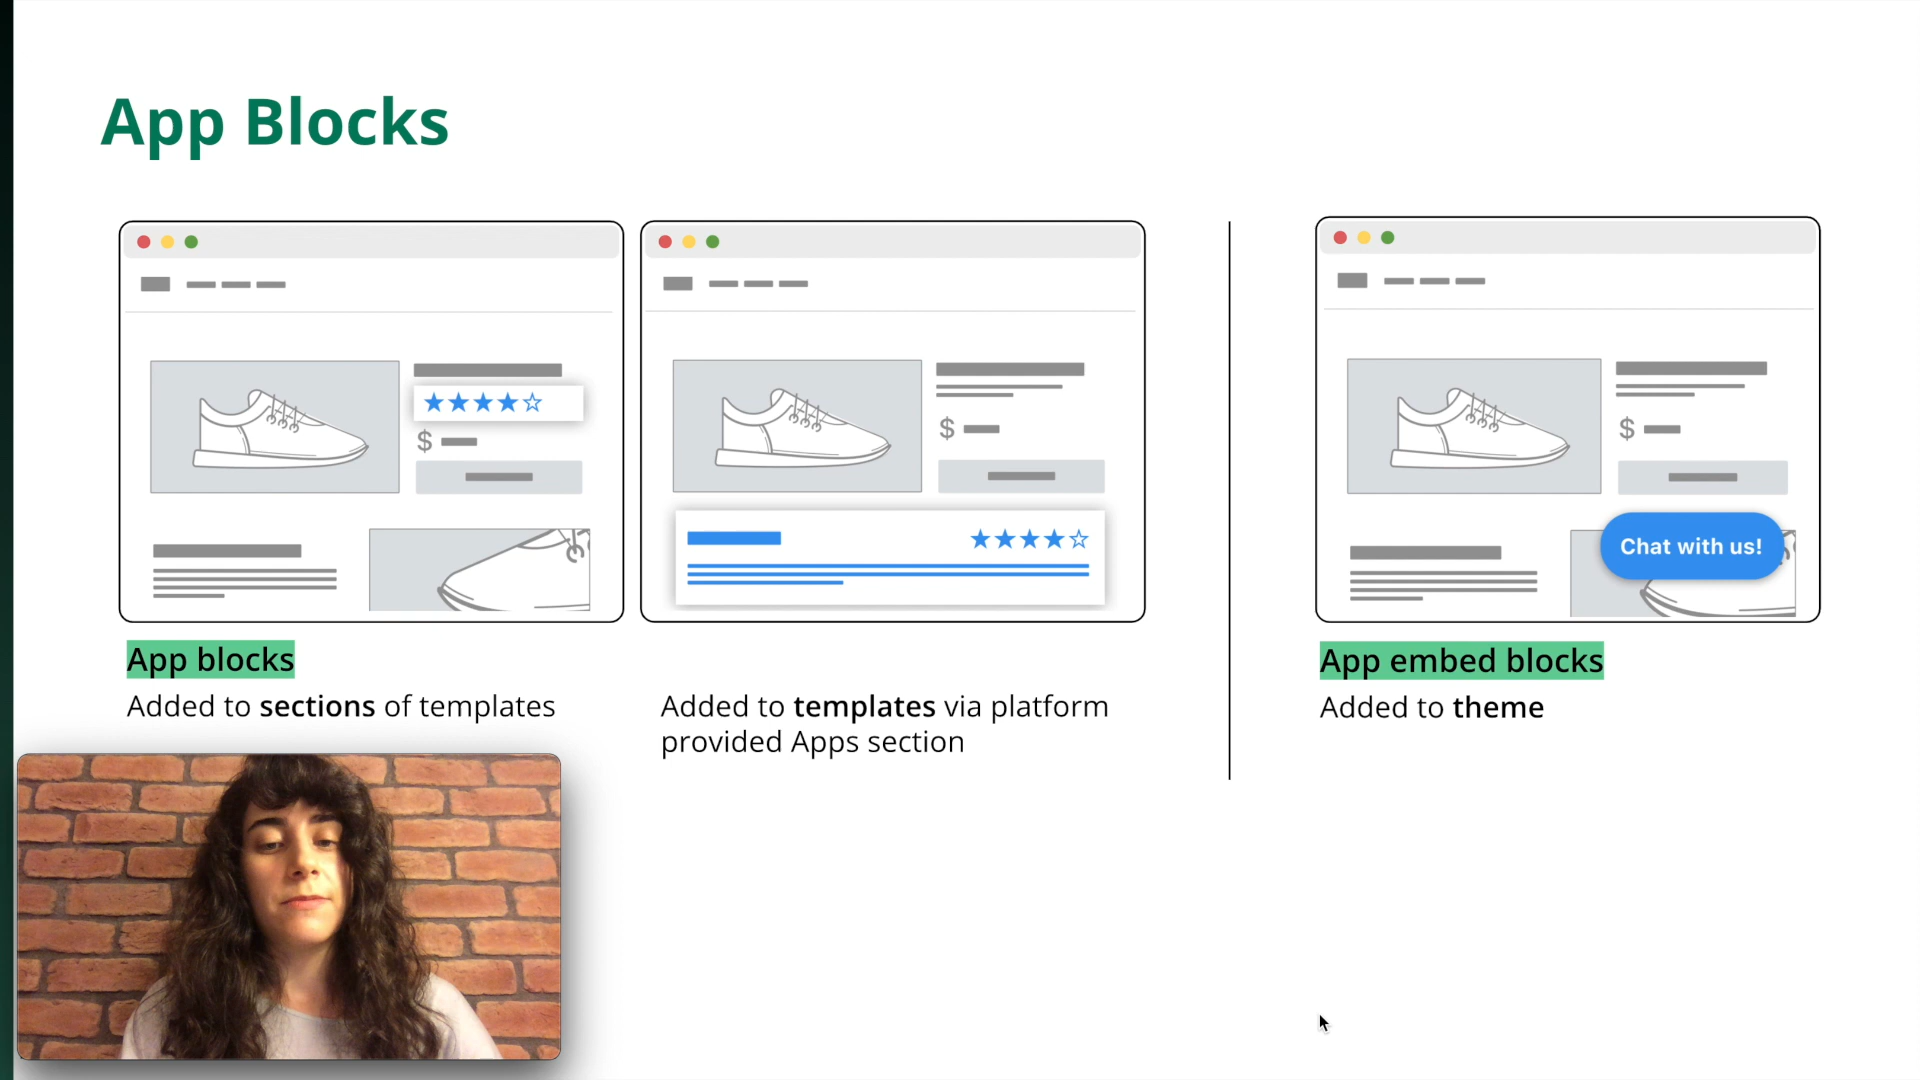 App Blocks
$
$
$
Chat with us!
App blocks
Added to sections of templates
Added to templates via platform
provided Apps section
App embed blocks
Added to theme